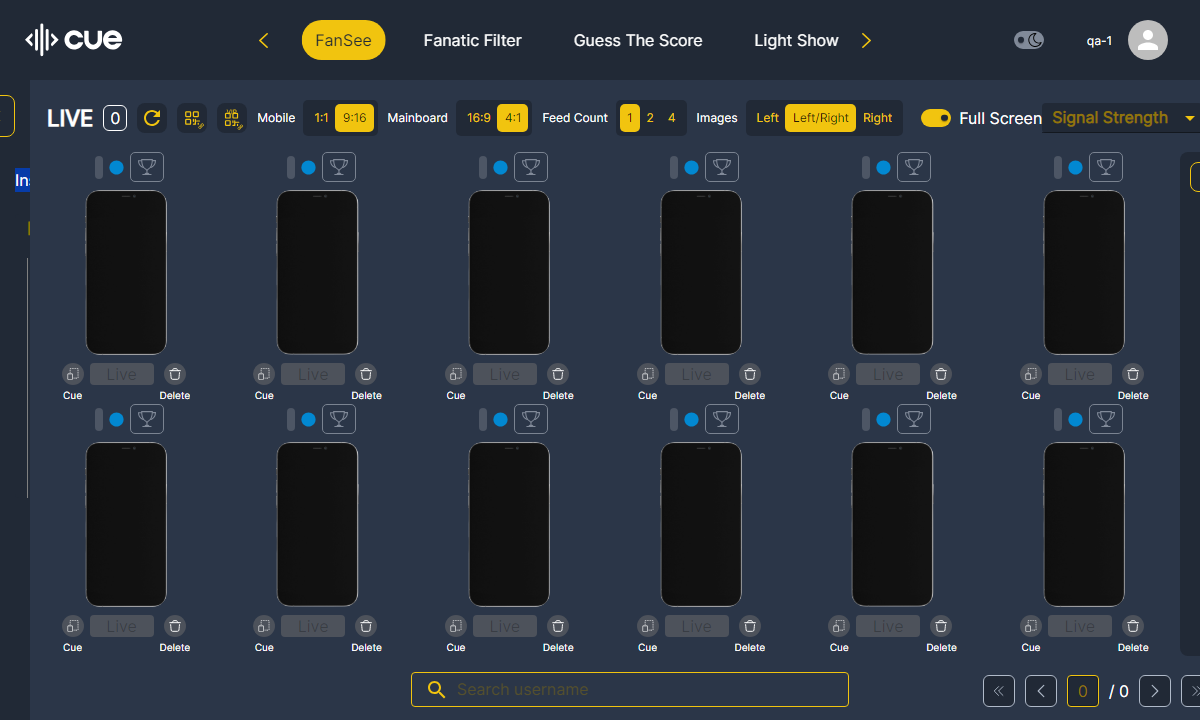 cue
FanSee
Fanatic Filter
Guess The Score
Light Show
qa-1
LIVE 0
Mobile 1:1 9:16
Mainboard 16:9 4:1
Feed Count 1 2 4
Images Left Left/Right Right
Full Screen
Signal Strength
Live Live Live Live Live Live
Cue Delete Cue Delete Cue Delete Cue Delete Cue Delete Cue Delete
Live Live Live Live Live Live
Cue Delete Cue Delete Cue Delete Cue Delete Cue Delete Cue Delete
Search username
0 / 0